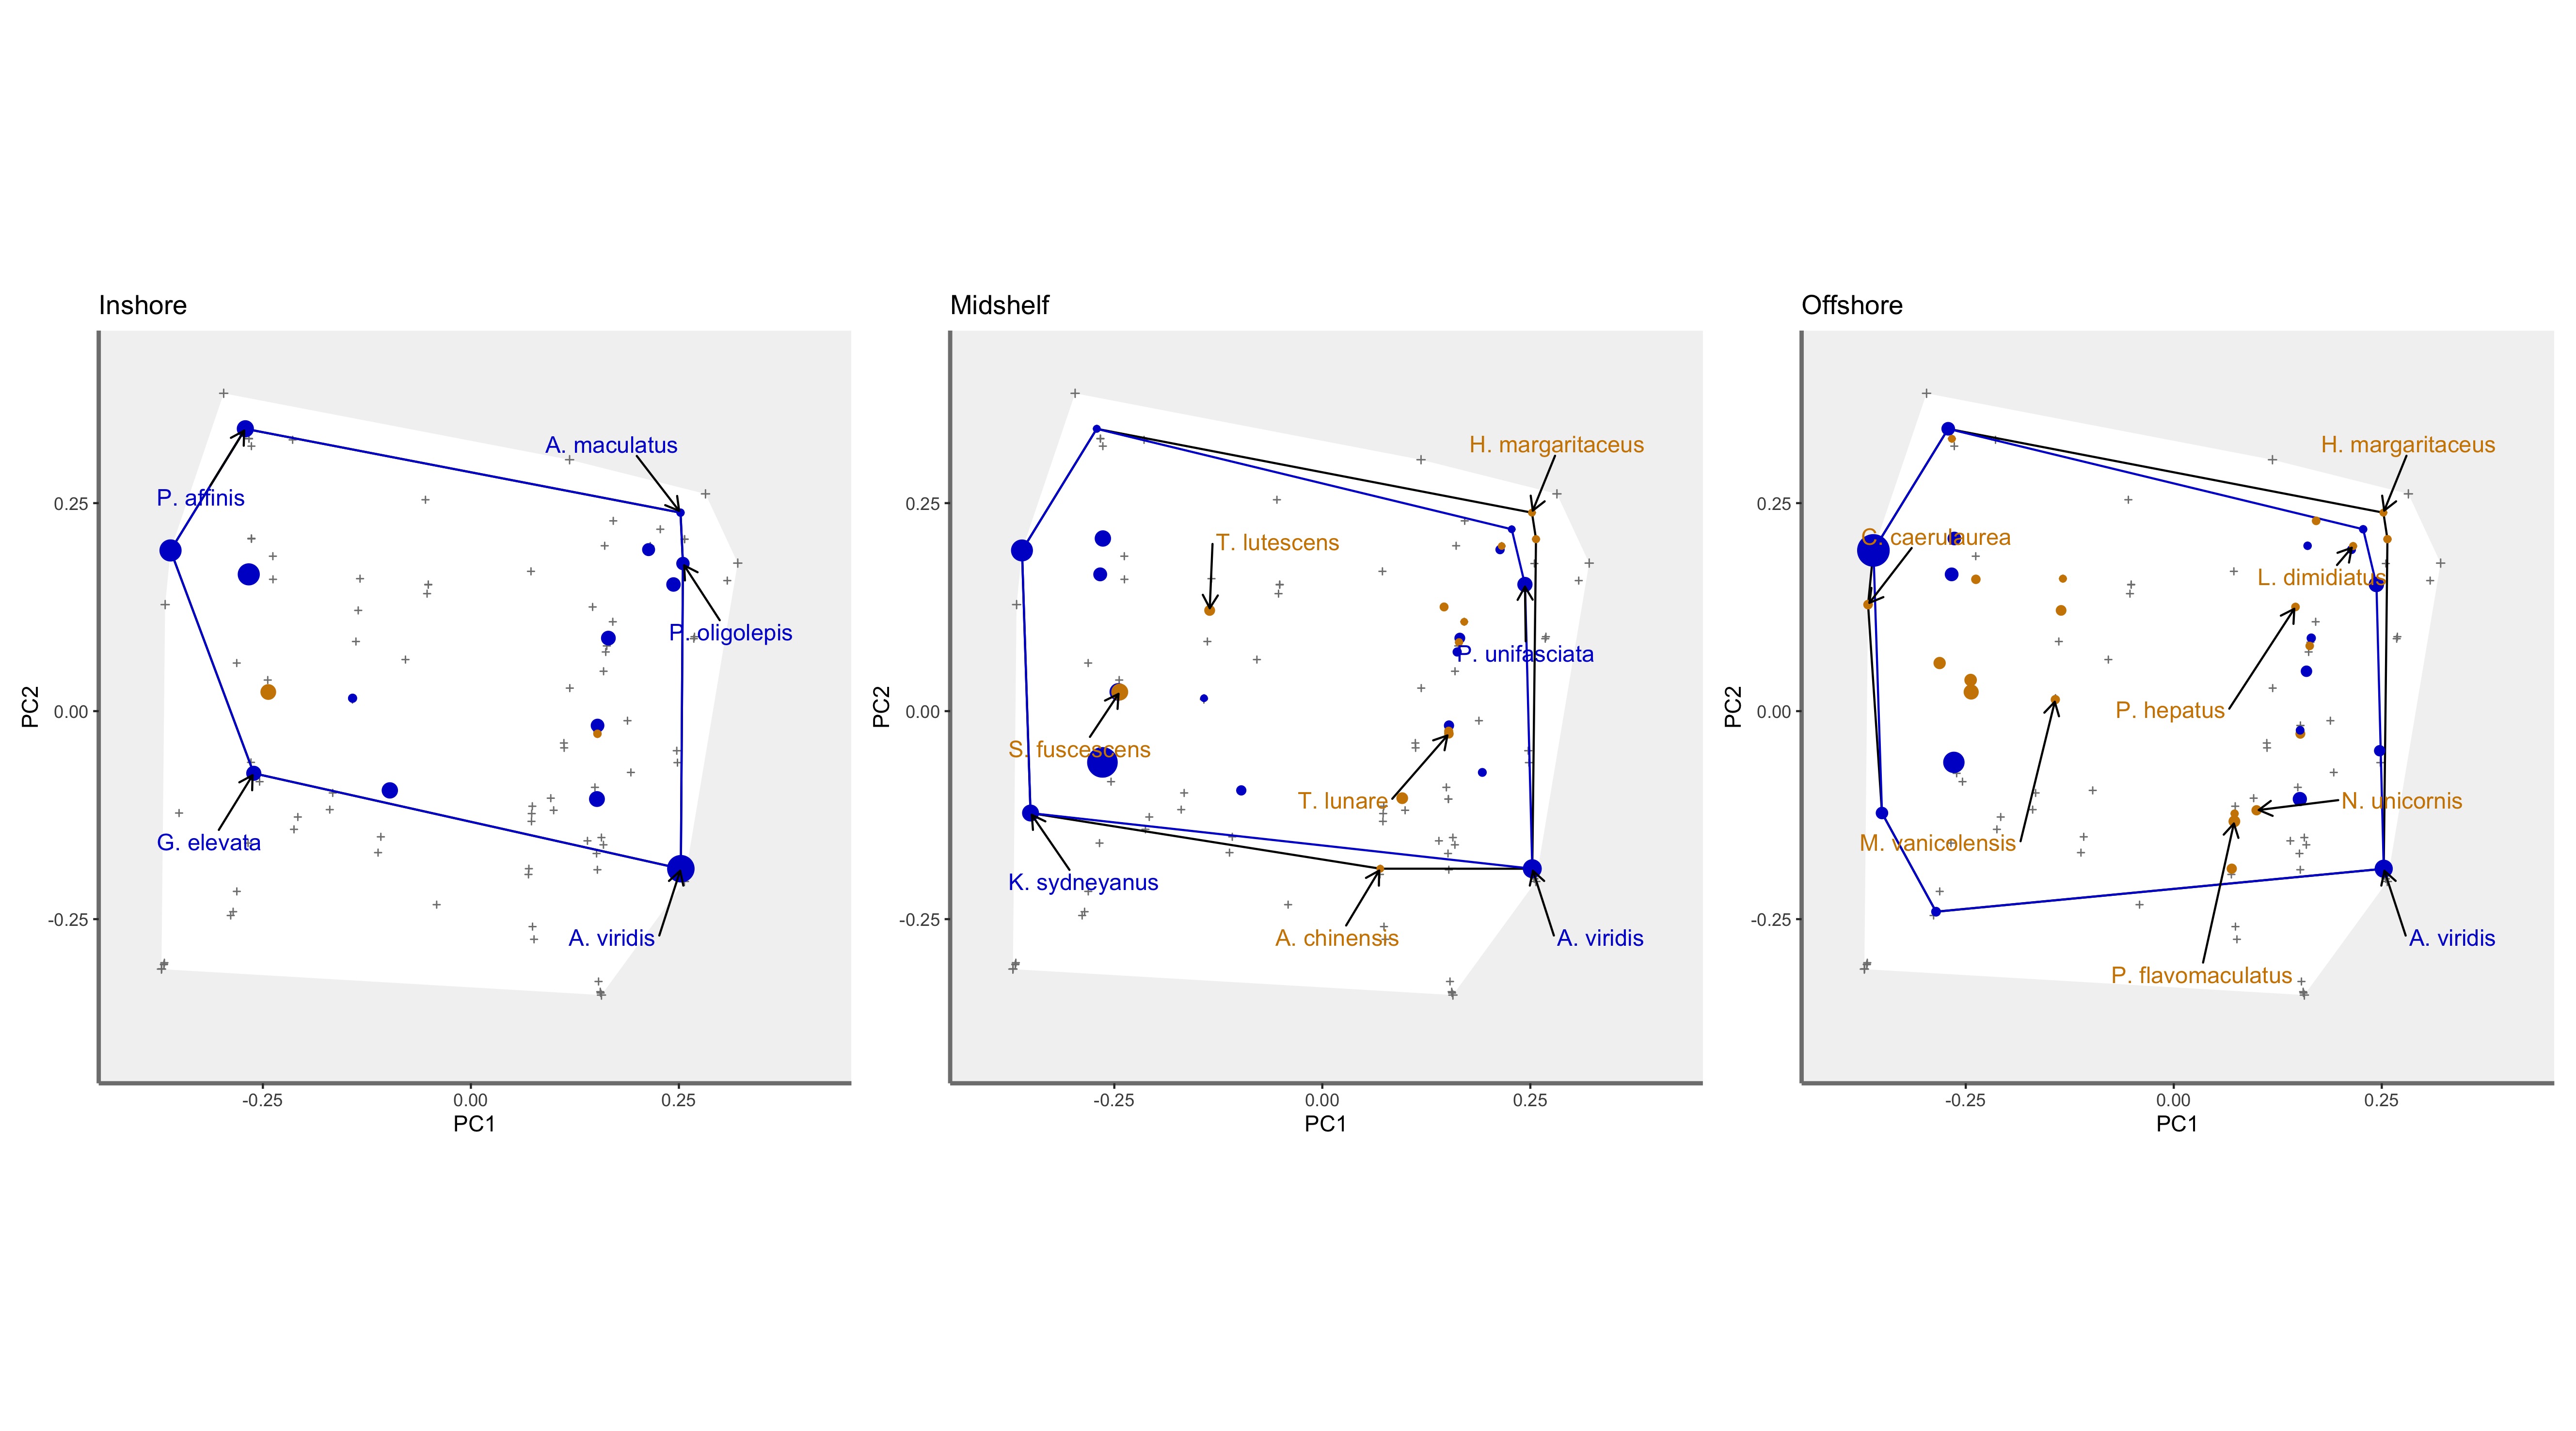 Inshore
PC2
0.25
0.00
-0.25
-0.25
0.00
0.25
PC1
P. affinis
A. maculatus
P. oligolepis
G. elevata
A. viridis
Midshelf
PC2
0.25
0.00
-0.25
-0.25
0.00
0.25
PC1
H. margaritaceus
T. lutescens
P. unifasciata
S. fuscescens
T. lunare
K. sydneyanus
A. chinensis
A. viridis
Offshore
PC2
0.25
0.00
-0.25
-0.25
0.00
0.25
PC1
H. margaritaceus
C. caerulaurea
L. dimidiatus
P. hepatus
N. unicornis
M. vanicolensis
A. viridis
P. flavomaculatus